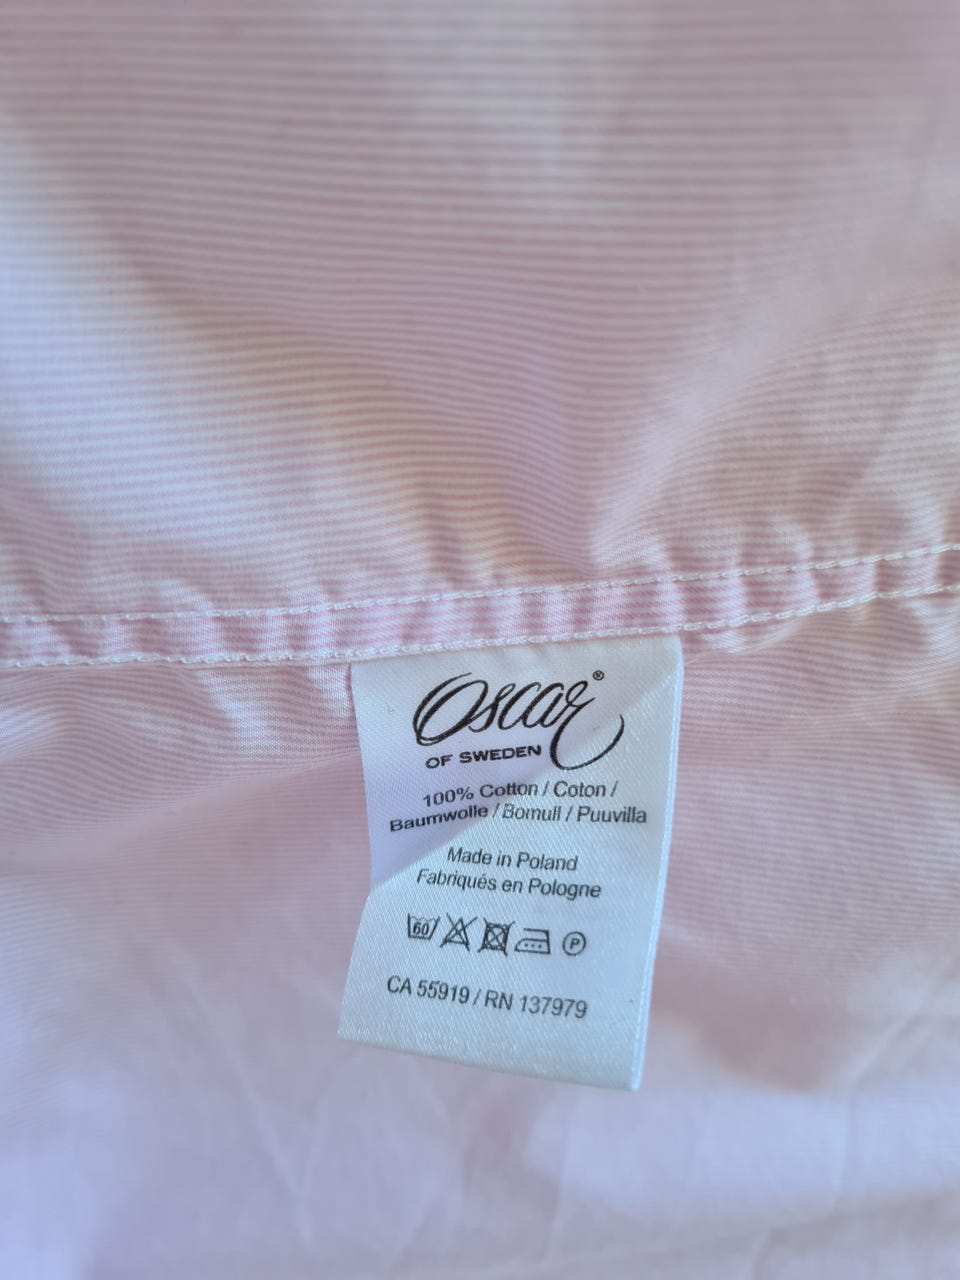 Oscar®
OF SWEDEN
100% Cotton / Coton /
Baumwolle / Bomull / Puuvilla
Made in Poland
Fabriqués en Pologne
60 P
CA 55919 / RN 137979